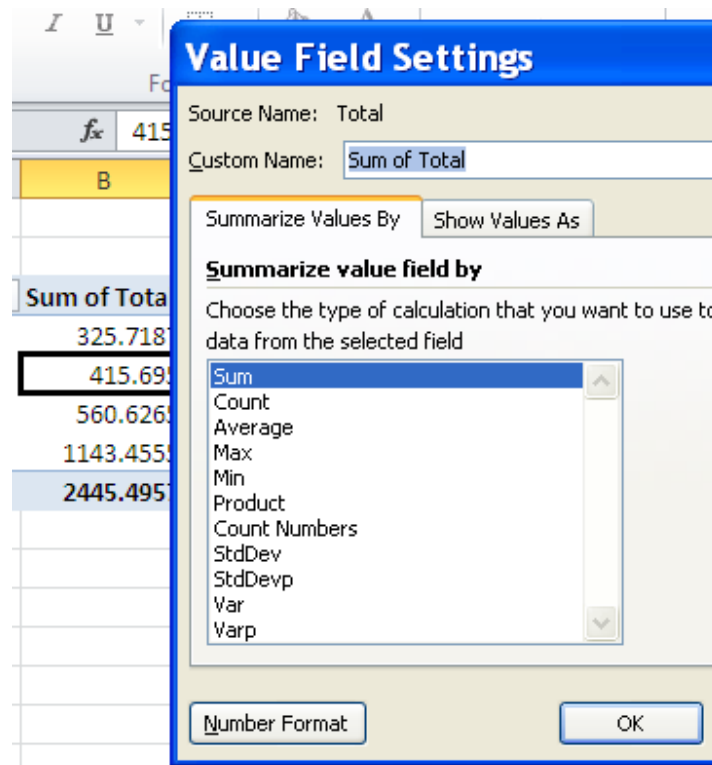 I U
Value Field Settings
Source Name: Total
fx 415
Custom Name: Sum of Total
B
Summarize Values By Show Values As
Summarize value field by
Sum of Tota
Choose the type of calculation that you want to use to
325.718
data from the selected field
415.69
560.626
1143.455
2445.495
Sum
Count
Average
Max
Min
Product
Count Numbers
StdDev
StdDevp
Var
Varp
Number Format OK